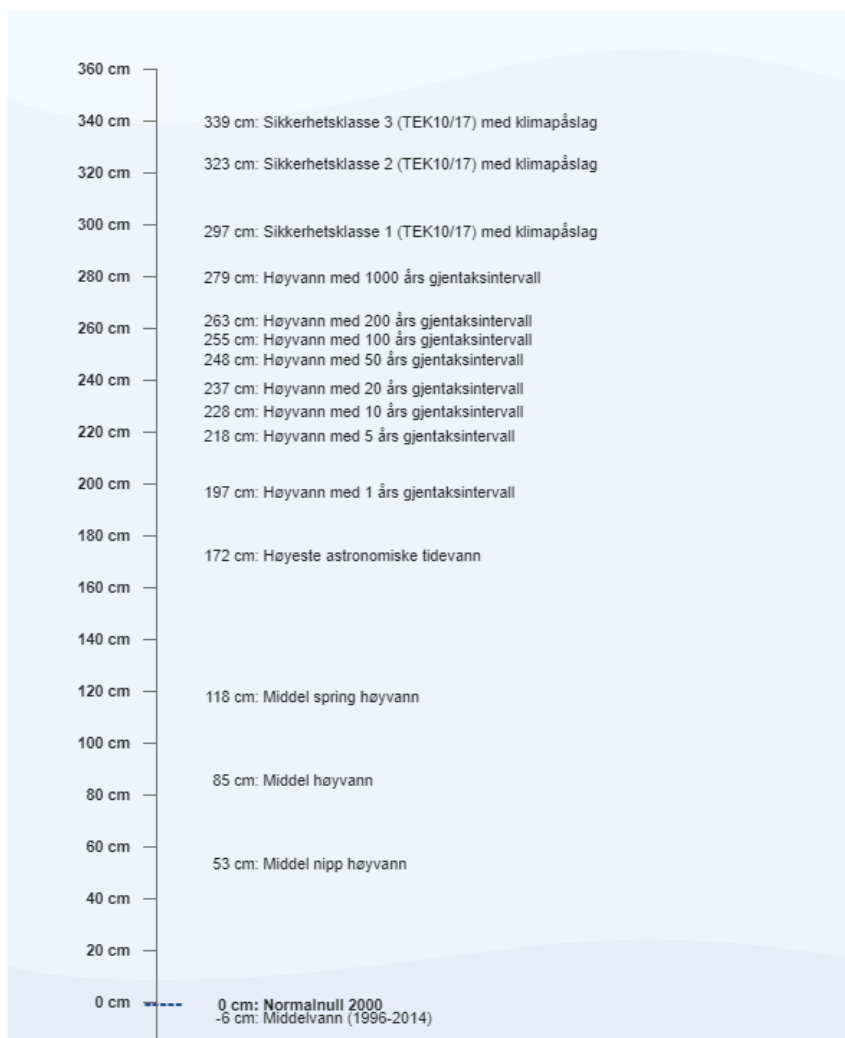 360 cm
340 cm
339 cm: Sikkerhetsklasse 3 (TEK10/17) med klimapåslag
323 cm: Sikkerhetsklasse 2 (TEK10/17) med klimapåslag
320 cm
300 cm
297 cm: Sikkerhetsklasse 1 (TEK10/17) med klimapåslag
280 cm
279 cm: Høyvann med 1000 års gjentaksintervall
263 cm: Høyvann med 200 års gjentaksintervall
260 cm
255 cm: Høyvann med 100 års gjentaksintervall
248 cm: Høyvann med 50 års gjentaksintervall
240 cm
237 cm: Høyvann med 20 års gjentaksintervall
228 cm: Høyvann med 10 års gjentaksintervall
220 cm
218 cm: Høyvann med 5 års gjentaksintervall
200 cm
197 cm: Høyvann med 1 års gjentaksintervall
180 cm
172 cm: Høyeste astronomiske tidevann
160 cm
140 cm
120 cm
118 cm: Middel spring høyvann
100 cm
85 cm: Middel høyvann
80 cm
60 cm
53 cm: Middel nipp høyvann
40 cm
20 cm
0 cm
0 cm: Normalnull 2000
-6 cm: Middelvann (1996-2014)